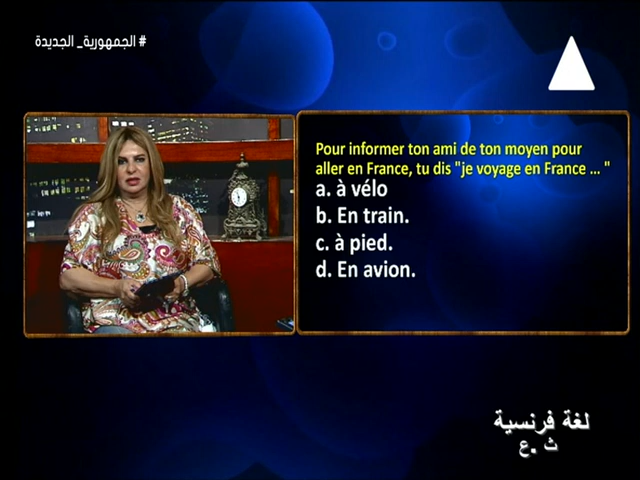 #الجمهورية_الجديدة
Pour informer ton ami de ton moyen pour
aller en France, tu dis "je voyage en France ... "
a. à vélo
b. En train.
c. à pied.
d. En avion.
لغة فرنسية
ث .ع